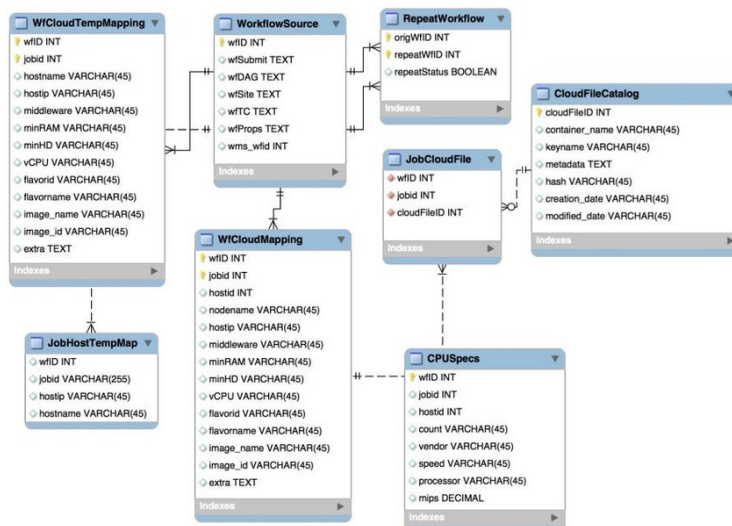 WfCloudTempMapping
wfID INT
jobid INT
hostname VARCHAR(45)
hostip VARCHAR(45)
middleware VARCHAR(45)
minRAM VARCHAR(45)
minHD VARCHAR(45)
vCPU VARCHAR(45)
flavorid VARCHAR(45)
flavorname VARCHAR(45)
image_name VARCHAR(45)
image_id VARCHAR(45)
extra TEXT
Indexes
WorkflowSource
wfID INT
wfSubmit TEXT
wfDAG TEXT
wfSite TEXT
wfTC TEXT
wfProps TEXT
wms_wfid INT
Indexes
RepeatWorkflow
origWfID INT
repeatWfID INT
repeatStatus BOOLEAN
Indexes
CloudFileCatalog
cloudFileID INT
container_name VARCHAR(45)
keyname VARCHAR(45)
metadata TEXT
hash VARCHAR(45)
creation_date VARCHAR(45)
modified_date VARCHAR(45)
Indexes
JobCloudFile
wfID INT
jobid INT
cloudFileID INT
Indexes
WfCloudMapping
wfID INT
jobid INT
hostid INT
nodename VARCHAR(45)
hostip VARCHAR(45)
middleware VARCHAR(45)
minRAM VARCHAR(45)
minHD VARCHAR(45)
vCPU VARCHAR(45)
flavorid VARCHAR(45)
flavorname VARCHAR(45)
image_name VARCHAR(45)
image_id VARCHAR(45)
extra TEXT
Indexes
JobHostTempMap
wfID INT
jobid VARCHAR(255)
hostip VARCHAR(45)
hostname VARCHAR(45)
CPUSpecs
wfID INT
jobid INT
hostid INT
count VARCHAR(45)
vendor VARCHAR(45)
speed VARCHAR(45)
processor VARCHAR(45)
mips DECIMAL
Indexes